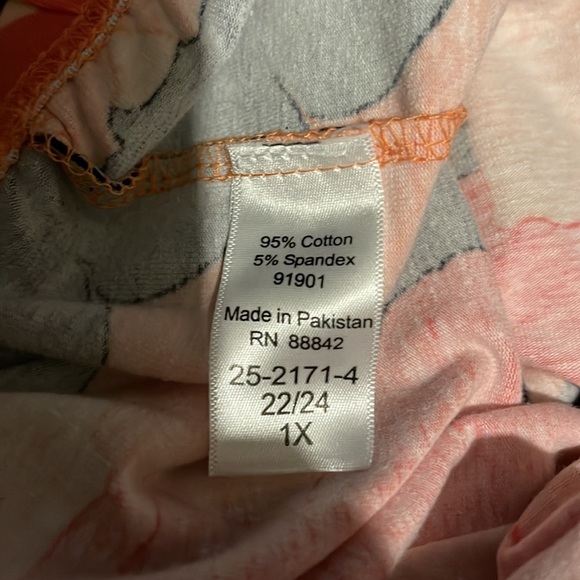 95% Cotton
5% Spandex
91901
Made in Pakistan
RN 88842
25-2171-4
22/24
1X